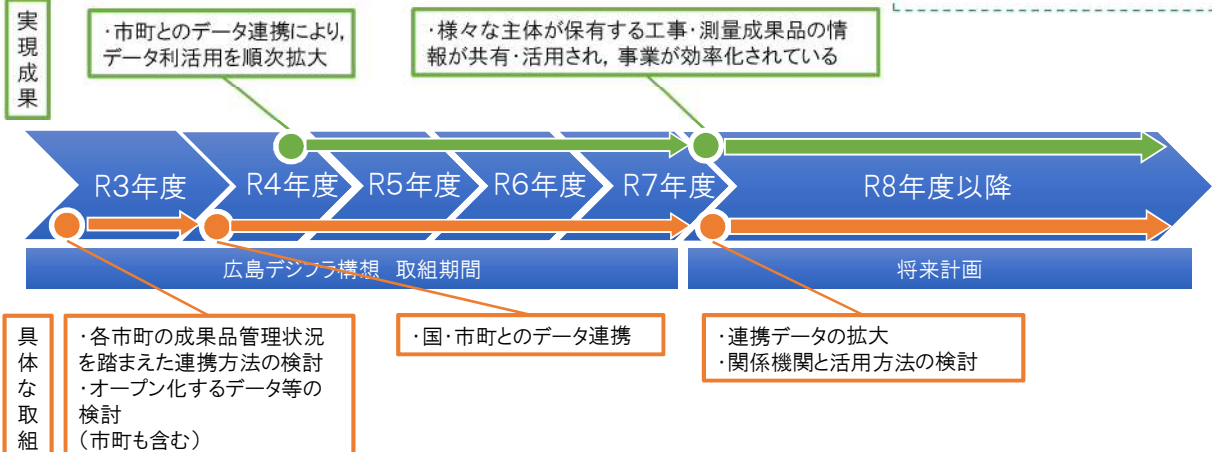 実現成果
・市町とのデータ連携により,
データ利活用を順次拡大
・様々な主体が保有する工事・測量成果品の情
報が共有・活用され, 事業が効率化されている
R3年度
R4年度
R5年度
R6年度
R7年度
R8年度以降
広島デジフラ構想 取組期間
将来計画
具体な取組
・各市町の成果品管理状況
を踏まえた連携方法の検討
・オープン化するデータ等の
検討
(市町も含む)
・国・市町とのデータ連携
・連携データの拡大
・関係機関と活用方法の検討